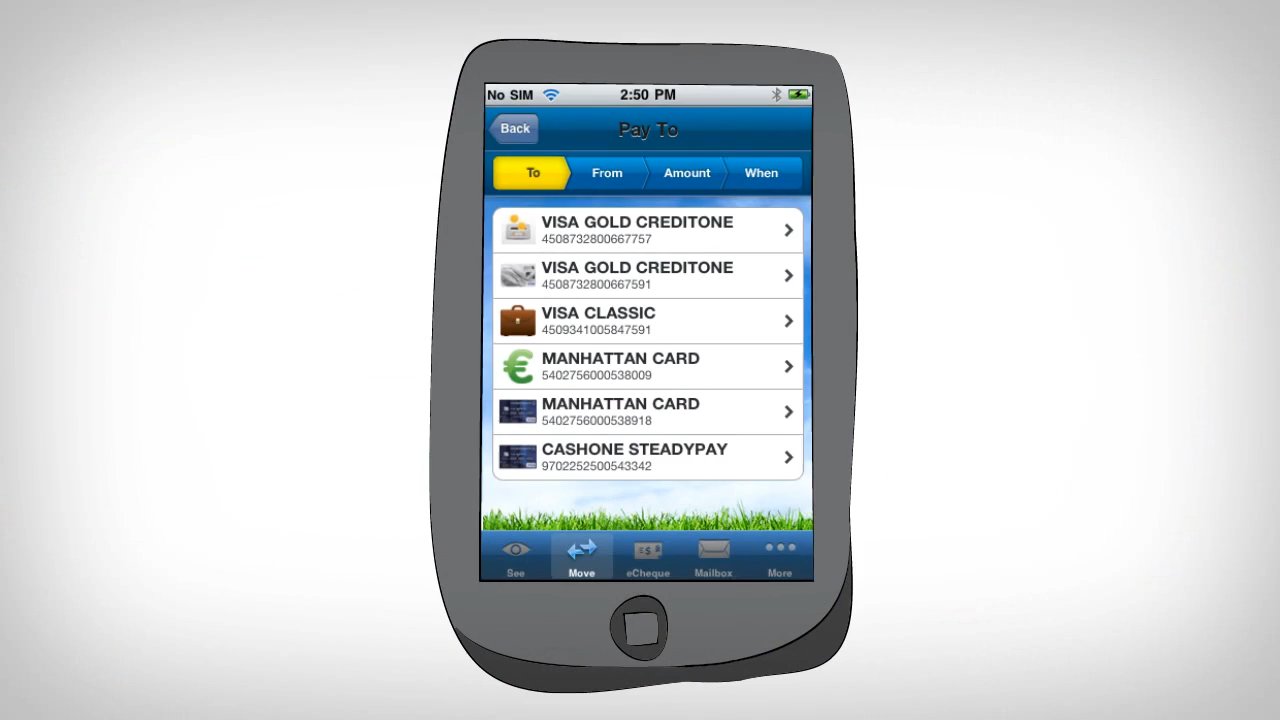 No SIM 2:50 PM
Back Pay To
To From Amount When
VISA GOLD CREDITONE
4508732800667757
VISA GOLD CREDITONE
4508732800667591
VISA CLASSIC
4509341005847591
MANHATTAN CARD
5402756000538009
MANHATTAN CARD
5402756000538918
CASHONE STEADYPAY
9702252500543342
See Move eCheque Mailbox More